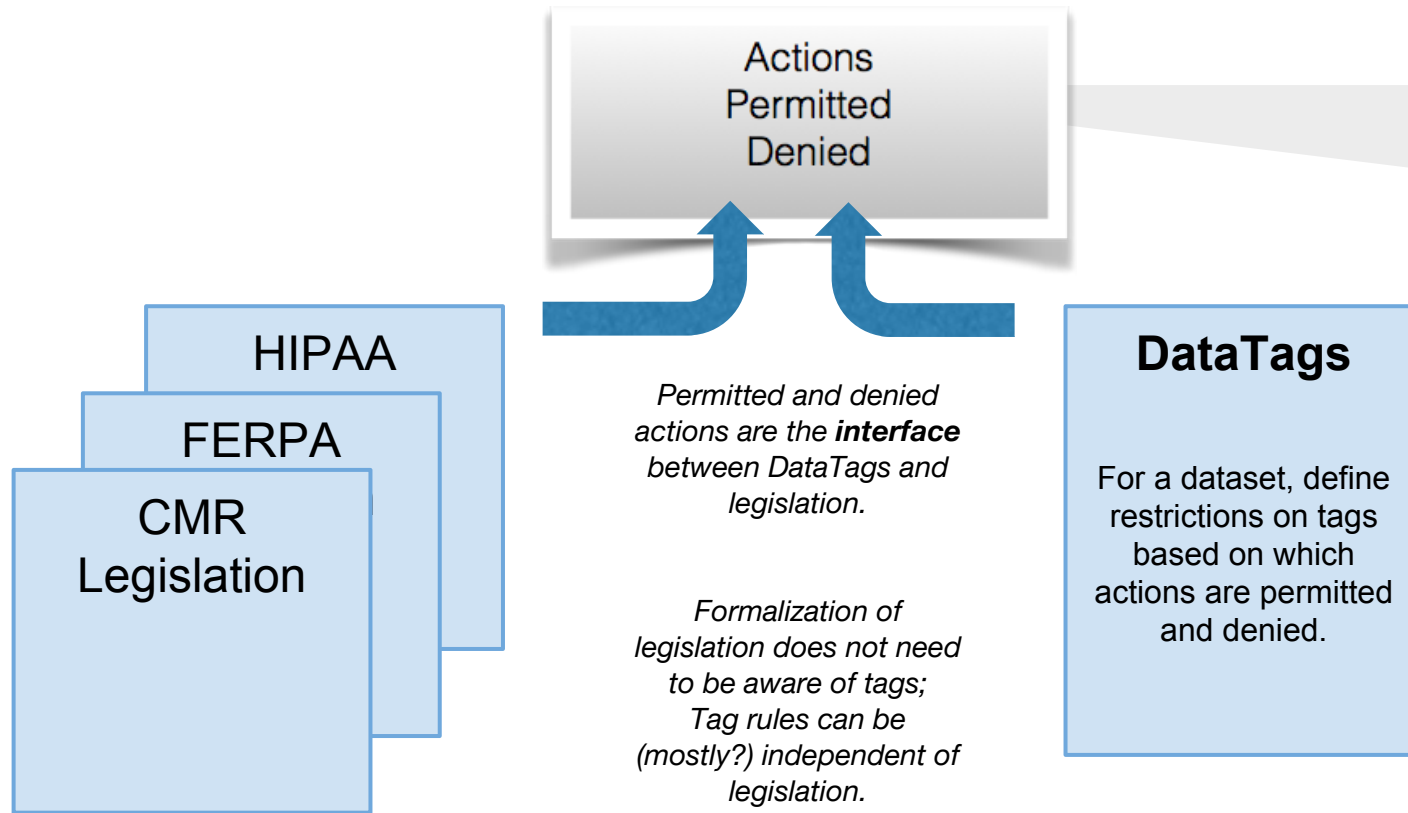 Actions
Permitted
Denied
HIPAA
FERPA
CMR
Legislation
Permitted and denied
actions are the interface
between DataTags and
legislation.
Formalization of
legislation does not need
to be aware of tags;
Tag rules can be
(mostly?) independent of
legislation.
DataTags
For a dataset, define
restrictions on tags
based on which
actions are permitted
and denied.